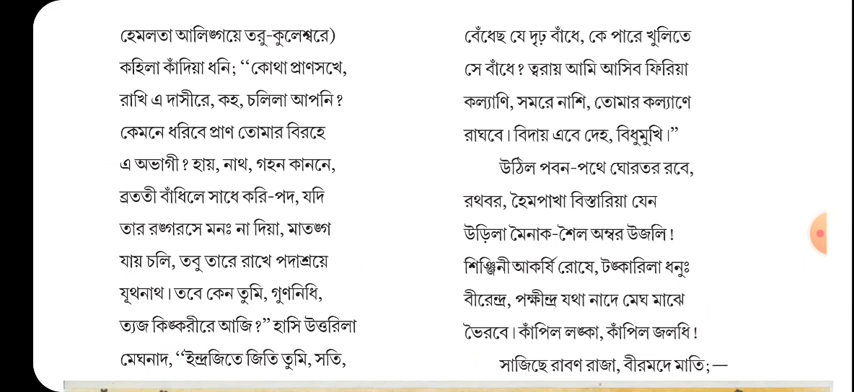 হেমলতা আলিঙ্গয়ে তরু-কুলেশ্বরে)
কহিলা কাঁদিয়া ধনি; “কোথা প্রাণসখে,
রাখি এ দাসীরে, কহ, চলিলা আপনি?
কেমনে ধরিবে প্রাণ তোমার বিরহে
এ অভাগী? হায়, নাথ, গহন কাননে,
ব্রততী বাঁধিলে সাধে করি-পদ, যদি
তার রঙ্গরসে মনঃ না দিয়া, মাতঙ্গ
যায় চলি, তবু তারে রাখে পদাশ্রয়ে
যূথনাথ। তবে কেন তুমি, গুণনিধি,
ত্যজ কিঙ্করীরে আজি?” হাসি উত্তরিলা
মেঘনাদ, “ইন্দ্রজিতে জিতি তুমি, সতি,
বেঁধেছ যে দৃঢ় বাঁধে, কে পারে খুলিতে
সে বাঁধে? ত্বরায় আমি আসিব ফিরিয়া
কল্যাণি, সমরে নাশি, তোমার কল্যাণে
রাঘবে। বিদায় এবে দেহ, বিধুমুখি।”
উঠিল পবন-পথে ঘোরতর রবে,
রথবর, হৈমপাখা বিস্তারিয়া যেন
উড়িলা মৈনাক-শৈল অম্বর উজলি!
শিঞ্জিনী আকর্ষি রোষে, টঙ্কারিলা ধনুঃ
বীরেন্দ্র, পক্ষীন্দ্র যথা নাদে মেঘ মাঝে
ভৈরবে। কাঁপিল লঙ্কা, কাঁপিল জলধি!
সাজিছে রাবণ রাজা, বীরমদে মাতি;—